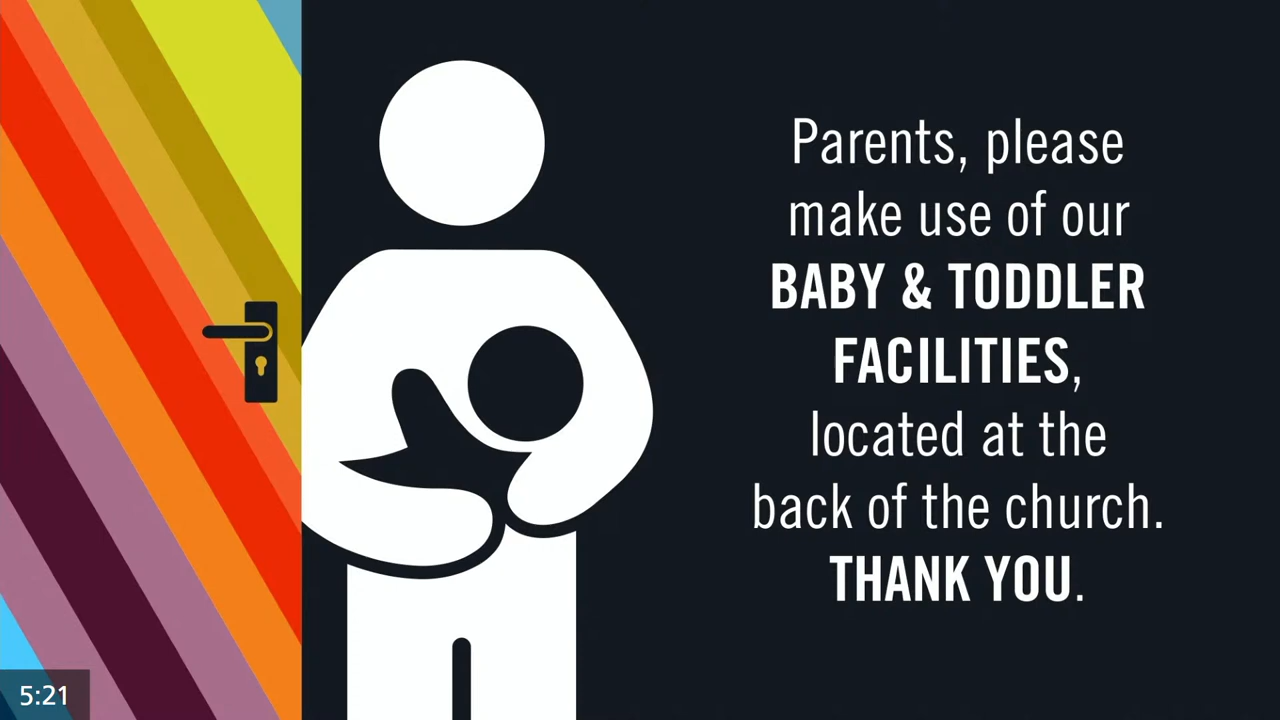 Parents, please
make use of our
BABY & TODDLER
FACILITIES,
located at the
back of the church.
THANK YOU.
5:21